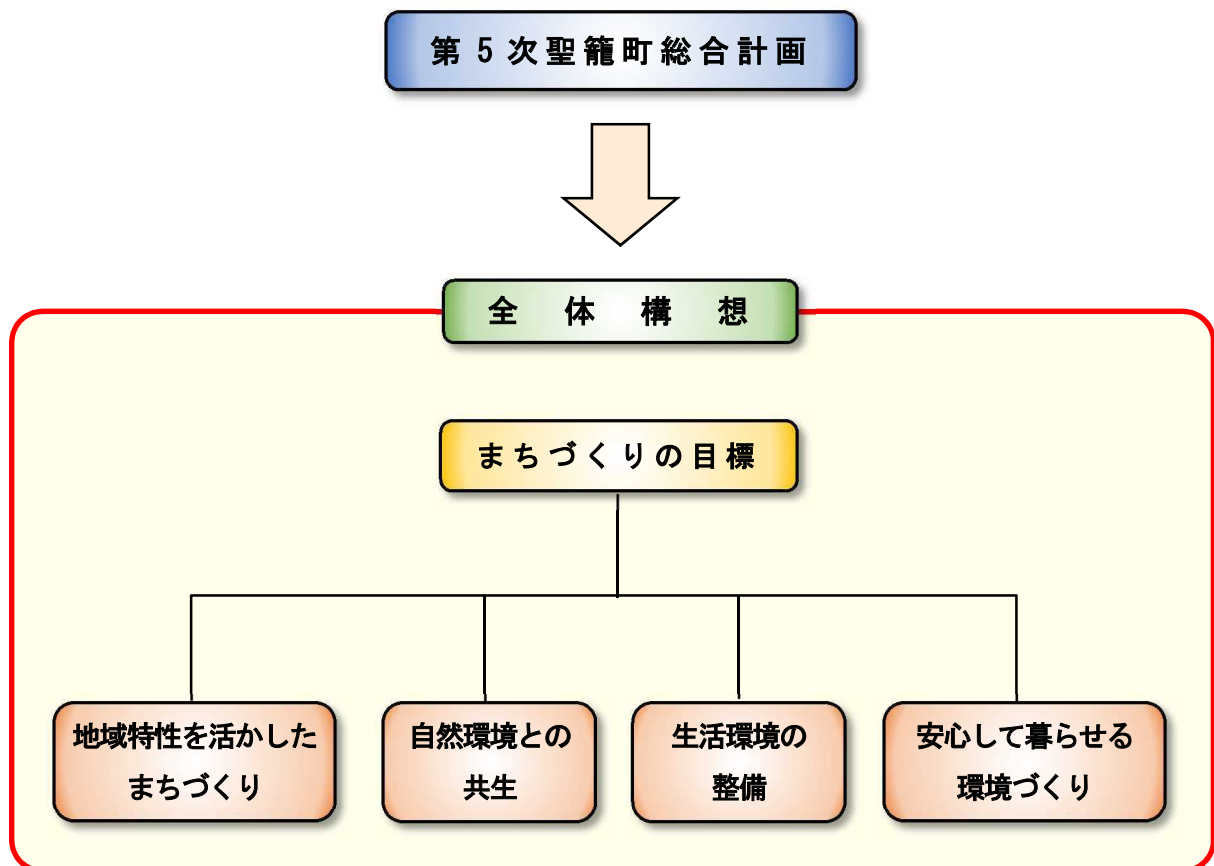 第5次聖籠町総合計画
全体構想
まちづくりの目標
地域特性を活かした
まちづくり
自然環境との
共生
生活環境の
整備
安心して暮らせる
環境づくり